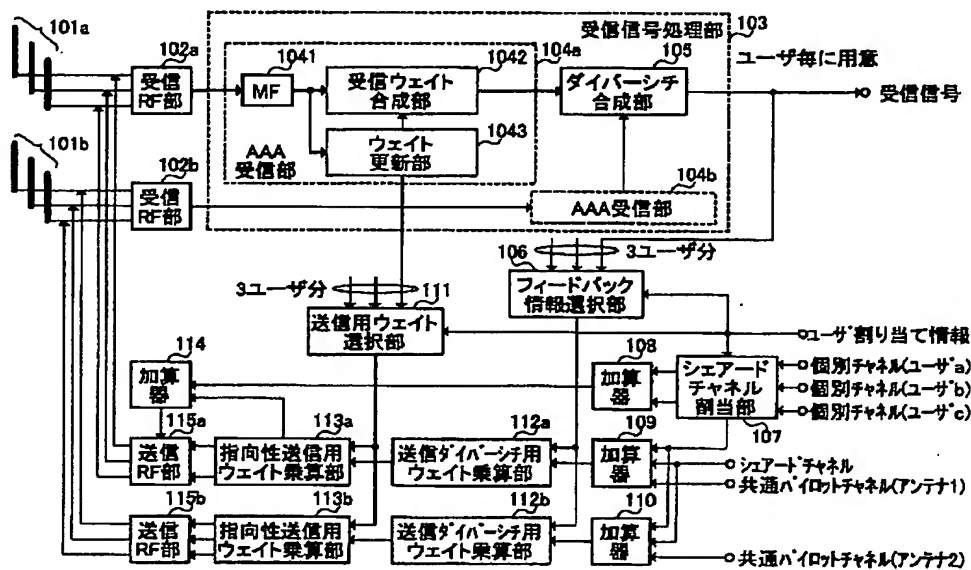 101a
102a
受信
RF部
1041
MF
1042
受信ウェイト
合成部
104a
受信信号処理部
103
105
ダイバーシチ
合成部
ユーザ毎に用意
受信信号
1043
ウェイト
更新部
AAA
受信部
101b
102b
受信
RF部
104b
AAA受信部
106
3ユーザ分
フィードバック
情報選択部
3ユーザ分
111
送信用ウェイト
選択部
ユーザ割り当て情報
114
加算
器
108
加算
器
シェアード
チャネル
割当部
107
個別チャネル(ユーザa)
個別チャネル(ユーザb)
個別チャネル(ユーザc)
115a
送信
RF部
113a
指向性送信用
ウェイト乗算部
112a
送信ダイバーシチ用
ウェイト乗算部
109
加算
器
シェアードチャネル
共通パイロットチャネル(アンテナ1)
115b
送信
RF部
113b
指向性送信用
ウェイト乗算部
112b
送信ダイバーシチ用
ウェイト乗算部
110
加算
器
共通パイロットチャネル(アンテナ2)